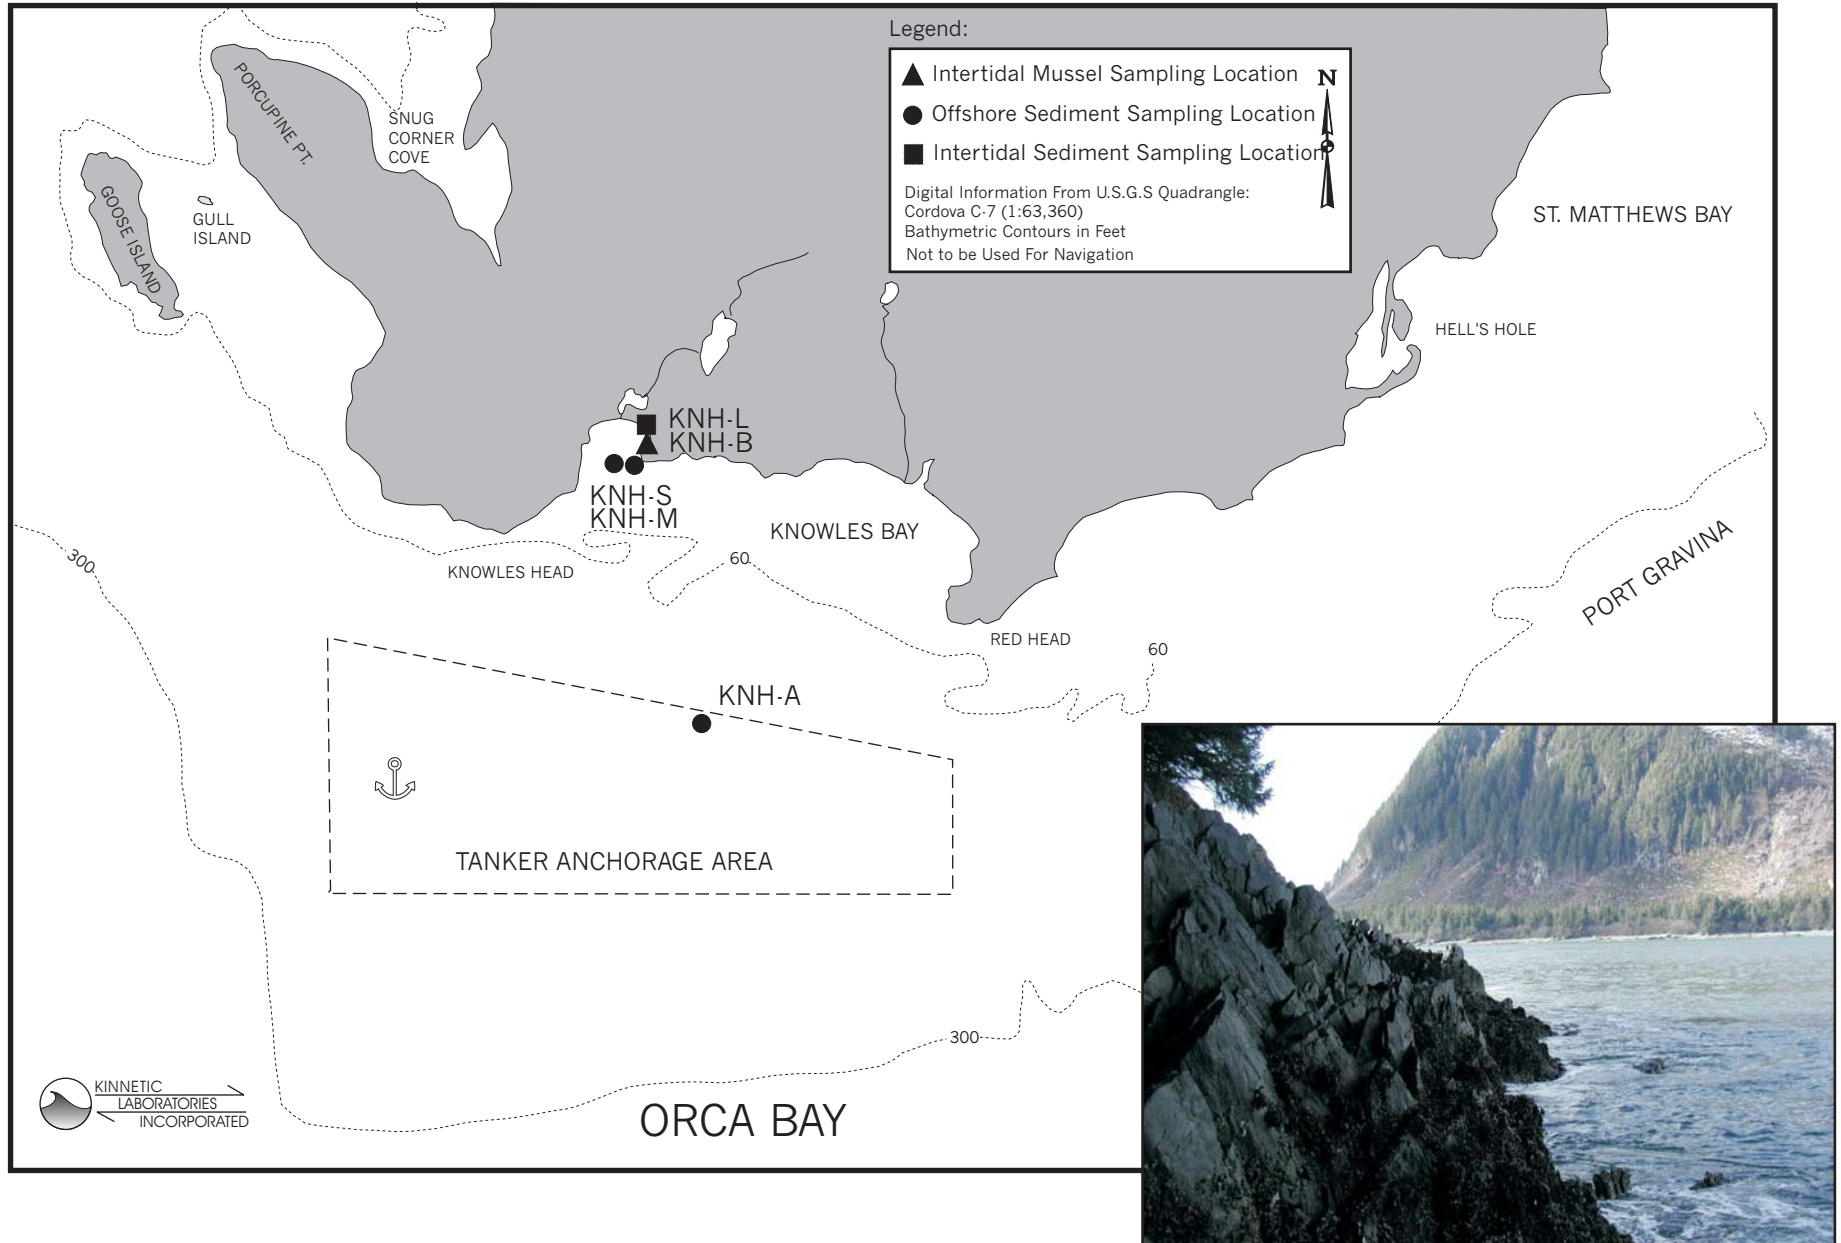 Legend:
Intertidal Mussel Sampling Location
Offshore Sediment Sampling Location
Intertidal Sediment Sampling Location
N
Digital Information From U.S.G.S Quadrangle:
Cordova C-7 (1:63,360)
Bathymetric Contours in Feet
Not to be Used For Navigation
PORCUPINE PT.
SNUG
CORNER
COVE
GOOSE ISLAND
GULL
ISLAND
ST. MATTHEWS BAY
HELL'S HOLE
KNH-L
KNH-B
KNH-S
KNH-M
KNOWLES BAY
300
KNOWLES HEAD
60
PORT GRAVINA
RED HEAD
60
KNH-A
TANKER ANCHORAGE AREA
300
KINNETIC
LABORATORIES
INCORPORATED
ORCA BAY